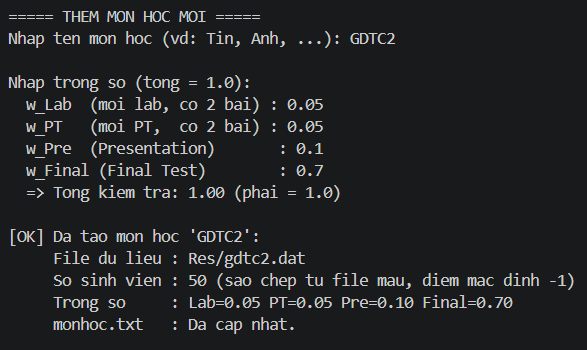 ===== THEM MON HOC MOI =====
Nhap ten mon hoc (vd: Tin, Anh, ...): GDTC2
Nhap trong so (tong = 1.0):
  w_Lab  (moi lab, co 2 bai) : 0.05
  w_PT   (moi PT,  co 2 bai) : 0.05
  w_Pre  (Presentation)      : 0.1
  w_Final (Final Test)       : 0.7
  => Tong kiem tra: 1.00 (phai = 1.0)
[OK] Da tao mon hoc 'GDTC2':
     File du lieu : Res/gdtc2.dat
     So sinh vien : 50 (sao chep tu file mau, diem mac dinh -1)
     Trong so     : Lab=0.05 PT=0.05 Pre=0.10 Final=0.70
     monhoc.txt   : Da cap nhat.